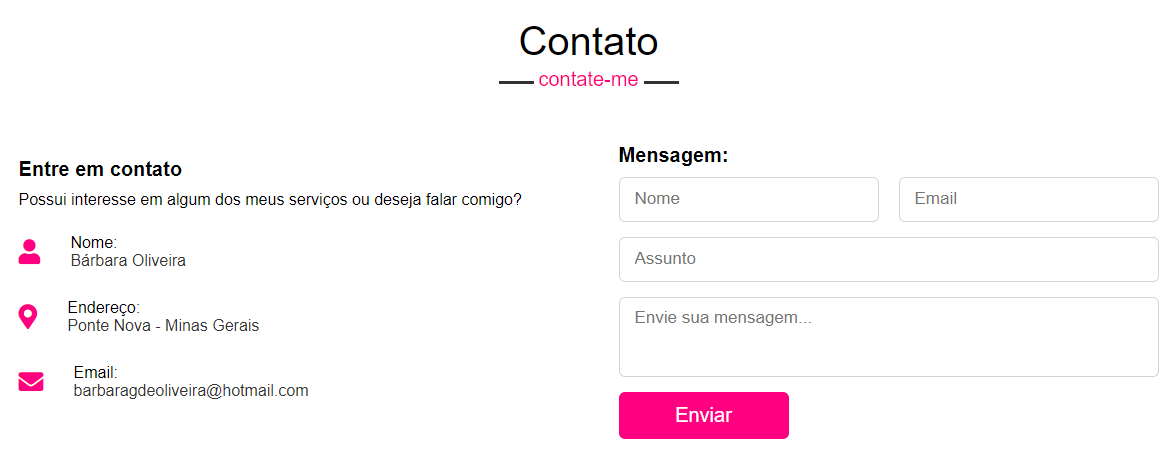 Contato
contate-me
Entre em contato
Possui interesse em algum dos meus serviços ou deseja falar comigo?
Nome:
Bárbara Oliveira
Endereço:
Ponte Nova - Minas Gerais
Email:
barbaragdeoliveira@hotmail.com
Mensagem:
Nome
Email
Assunto
Envie sua mensagem...
Enviar